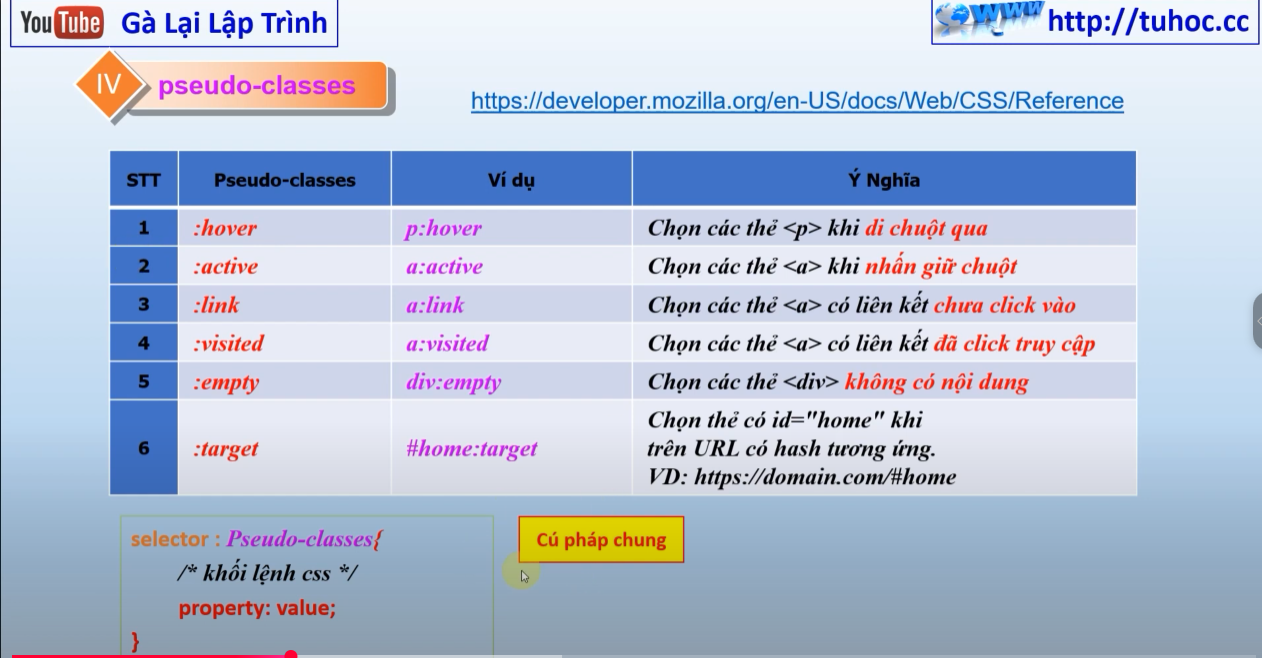 YouTube Gà Lại Lập Trình
www http://tuhoc.cc
IV pseudo-classes
https://developer.mozilla.org/en-US/docs/Web/CSS/Reference
STT Pseudo-classes Ví dụ Ý Nghĩa
1 :hover p:hover Chọn các thẻ <p> khi di chuột qua
2 :active a:active Chọn các thẻ <a> khi nhấn giữ chuột
3 :link a:link Chọn các thẻ <a> có liên kết chưa click vào
4 :visited a:visited Chọn các thẻ <a> có liên kết đã click truy cập
5 :empty div:empty Chọn các thẻ <div> không có nội dung
6 :target #home:target Chọn thẻ có id="home" khi
trên URL có hash tương ứng.
VD: https://domain.com/#home
selector : Pseudo-classes{
/* khối lệnh css */
property: value;
}
Cú pháp chung